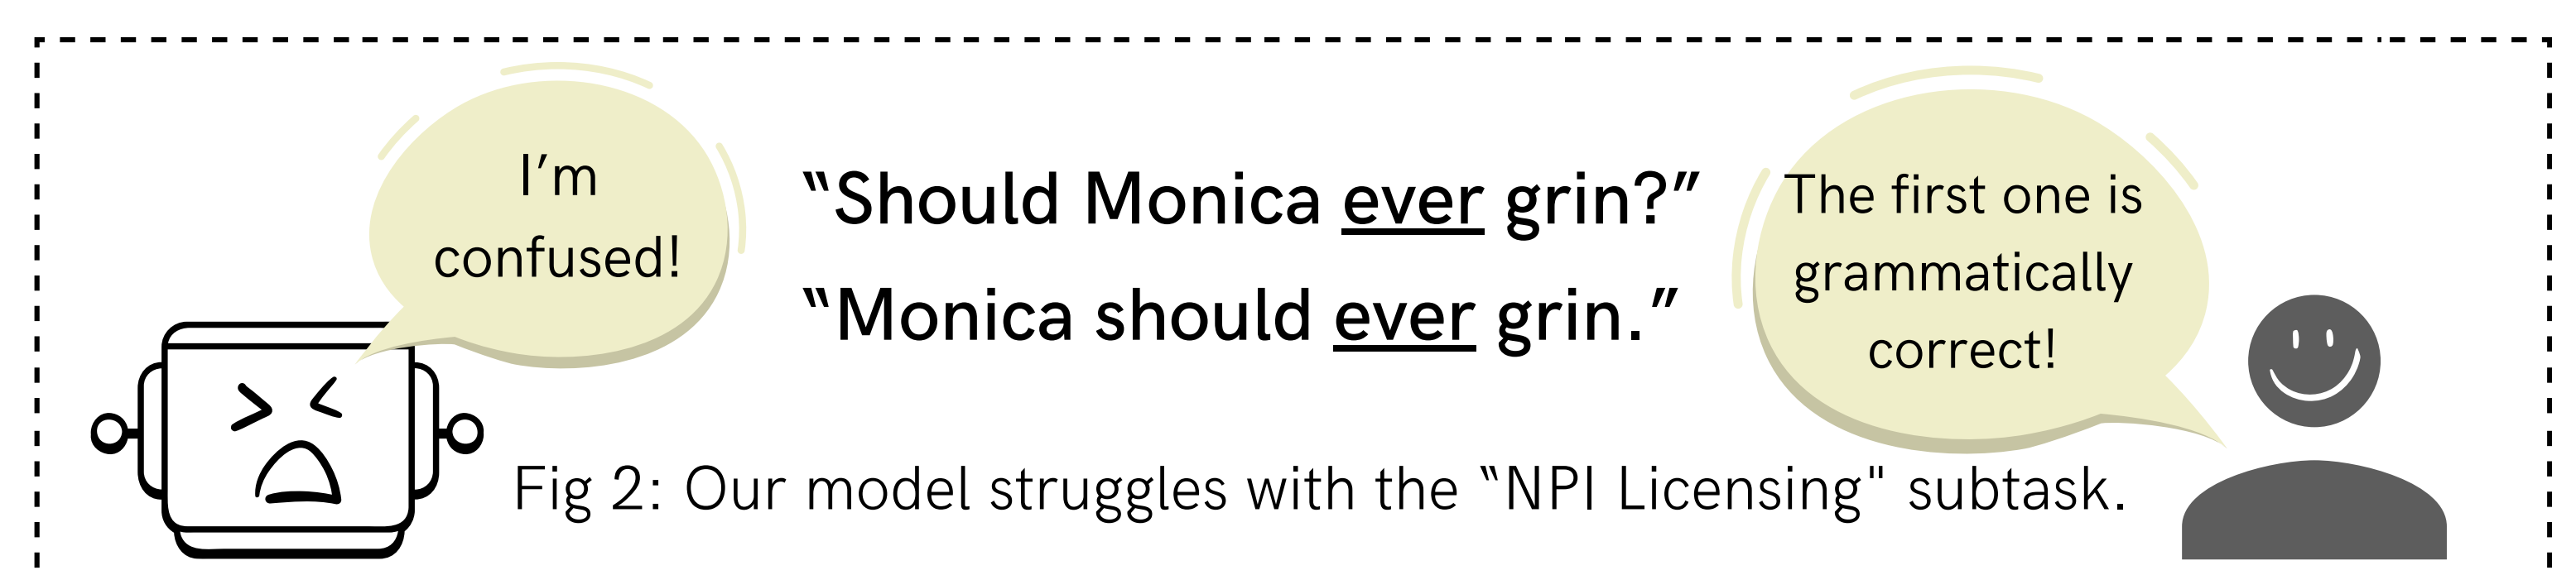 I’m
confused!
“Should Monica ever grin?”
“Monica should ever grin.”
The first one is
grammatically
correct!
Fig 2: Our model struggles with the “NPI Licensing" subtask.